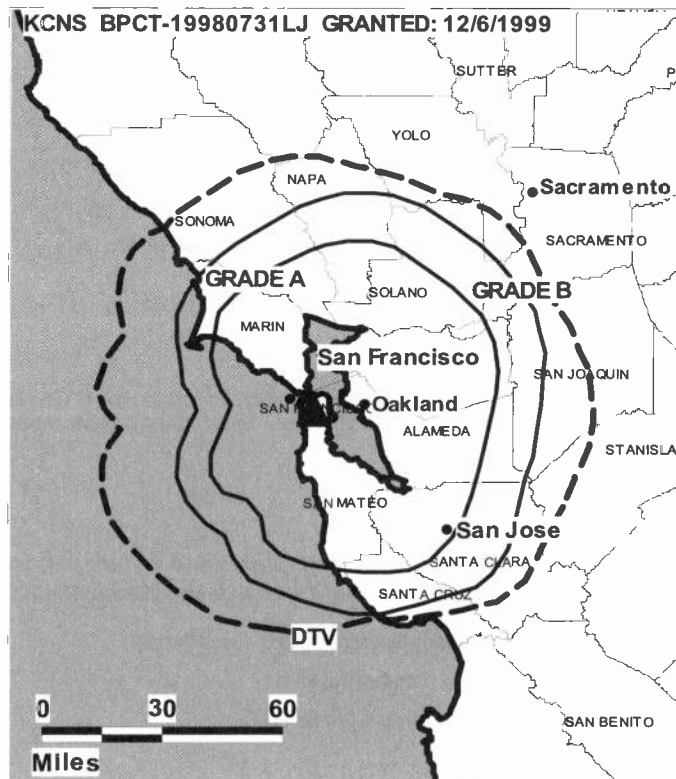 KCNS BPCT-19980731LJ GRANTED: 12/6/1999
SUTTER
YOLO
NAPA
Sacramento
SONOMA
SACRAMENTO
GRADE A
SOLANO
GRADE B
MARIN
San Francisco
SAN JOAQUIN
Oakland
ALAMEDA
STANISLA
SAN MATEO
San Jose
SANTA CLARA
SANTA CRUZ
DTV
0 30 60
SAN BENITO
Miles